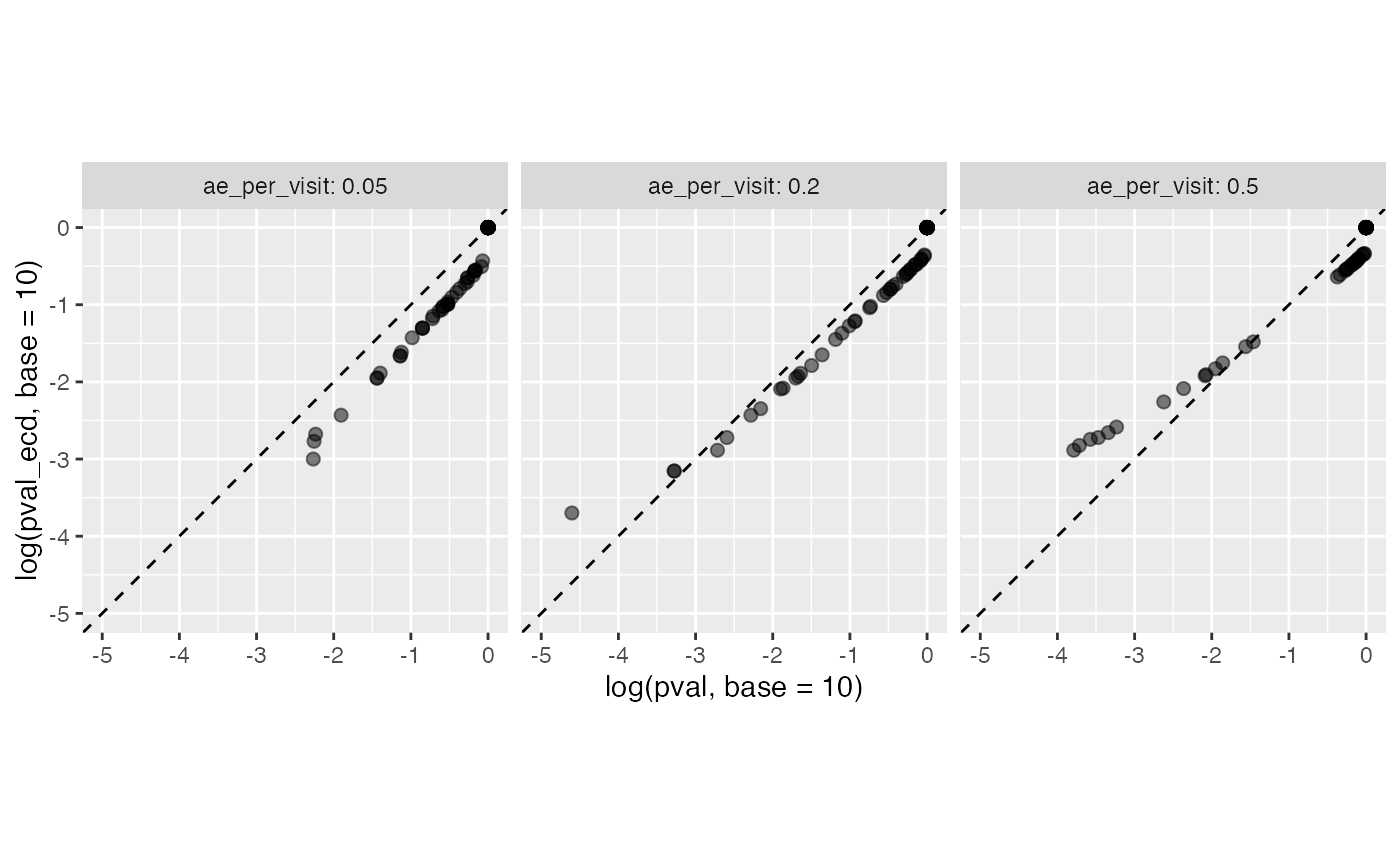 ae_per_visit: 0.05
ae_per_visit: 0.2
ae_per_visit: 0.5
log(pval_ecd, base = 10)
0
-1
-2
-3
-4
-5
-5 -4 -3 -2 -1 0
-5 -4 -3 -2 -1 0
-5 -4 -3 -2 -1 0
log(pval, base = 10)